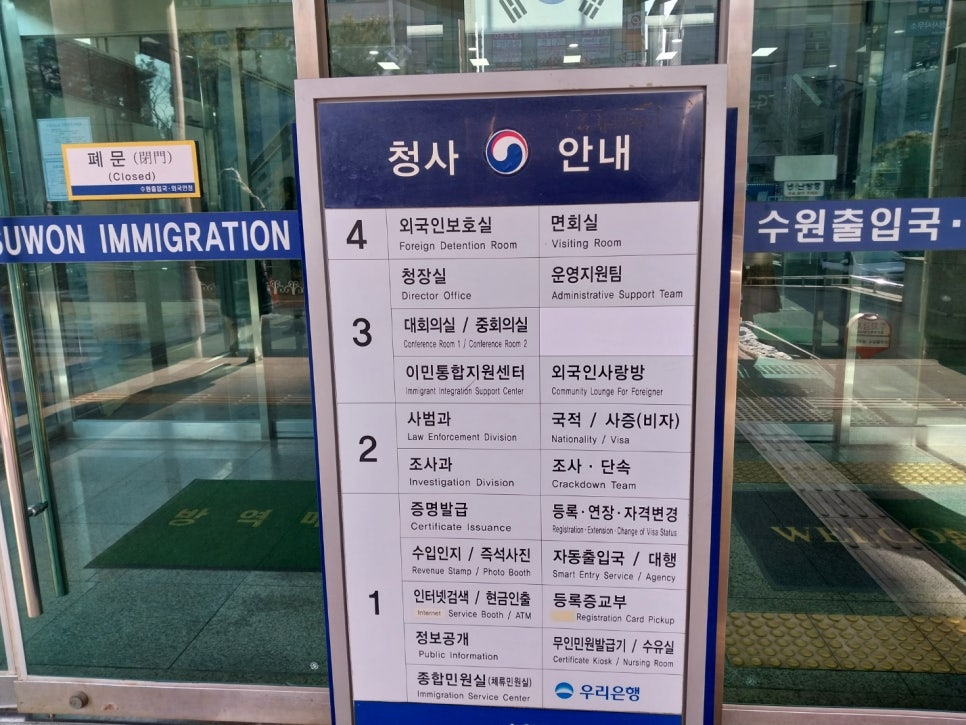 폐 문 (閉門)
(Closed)
수원출입국·외국인청
SUWON IMMIGRATION
수원출입국·
청사 안내
4
외국인보호실
Foreign Detention Room
면회실
Visiting Room
3
청장실
Director Office
운영지원팀
Administrative Support Team
대회의실 / 중회의실
Conference Room 1 / Conference Room 2
이민통합지원센터
Immigrant Integration Support Center
외국인사랑방
Community Lounge For Foreigner
2
사범과
Law Enforcement Division
국적 / 사증(비자)
Nationality / Visa
조사과
Investigation Division
조사 · 단속
Crackdown Team
1
증명발급
Certificate Issuance
등록·연장·자격변경
Registration·Extension·Change of Visa Status
수입인지 / 즉석사진
Revenue Stamp / Photo Booth
자동출입국 / 대행
Smart Entry Service / Agency
인터넷검색 / 현금인출
Internet Service Booth / ATM
등록증교부
Registration Card Pickup
정보공개
Public Information
무인민원발급기 / 수유실
Certificate Kiosk / Nursing Room
종합민원실(체류민원실)
Immigration Service Center
우리은행
방 역 매
WELCOME